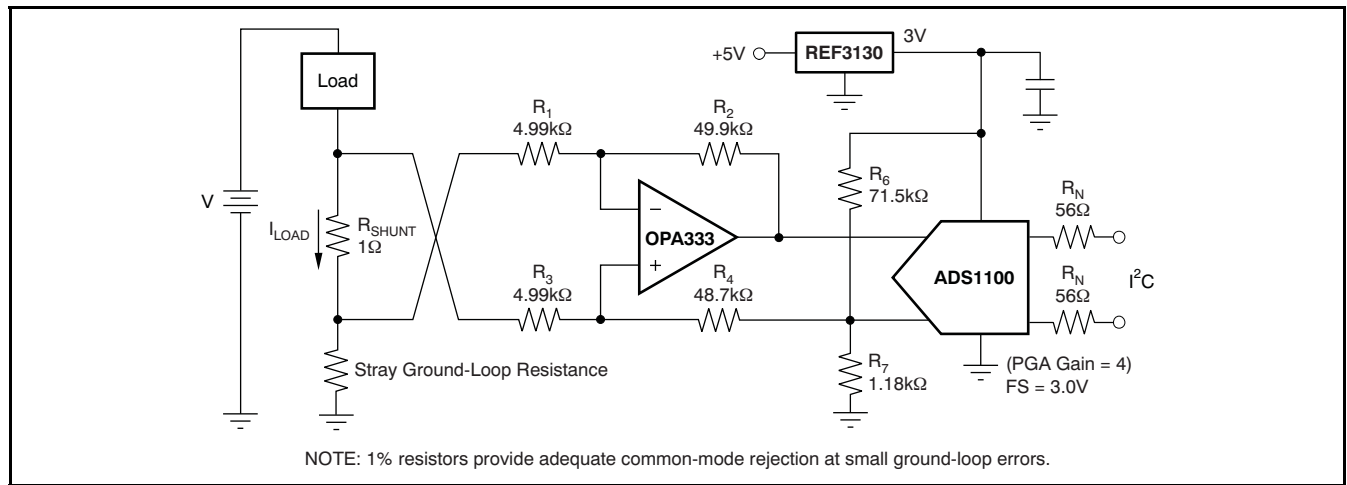 +5V
REF3130
3V
Load
R1
4.99kΩ
R2
49.9kΩ
R6
71.5kΩ
RN
56Ω
V
ILOAD
RSHUNT
1Ω
−
OPA333
+
ADS1100
I²C
R3
4.99kΩ
R4
48.7kΩ
RN
56Ω
Stray Ground-Loop Resistance
R7
1.18kΩ
(PGA Gain = 4)
FS = 3.0V
NOTE: 1% resistors provide adequate common-mode rejection at small ground-loop errors.